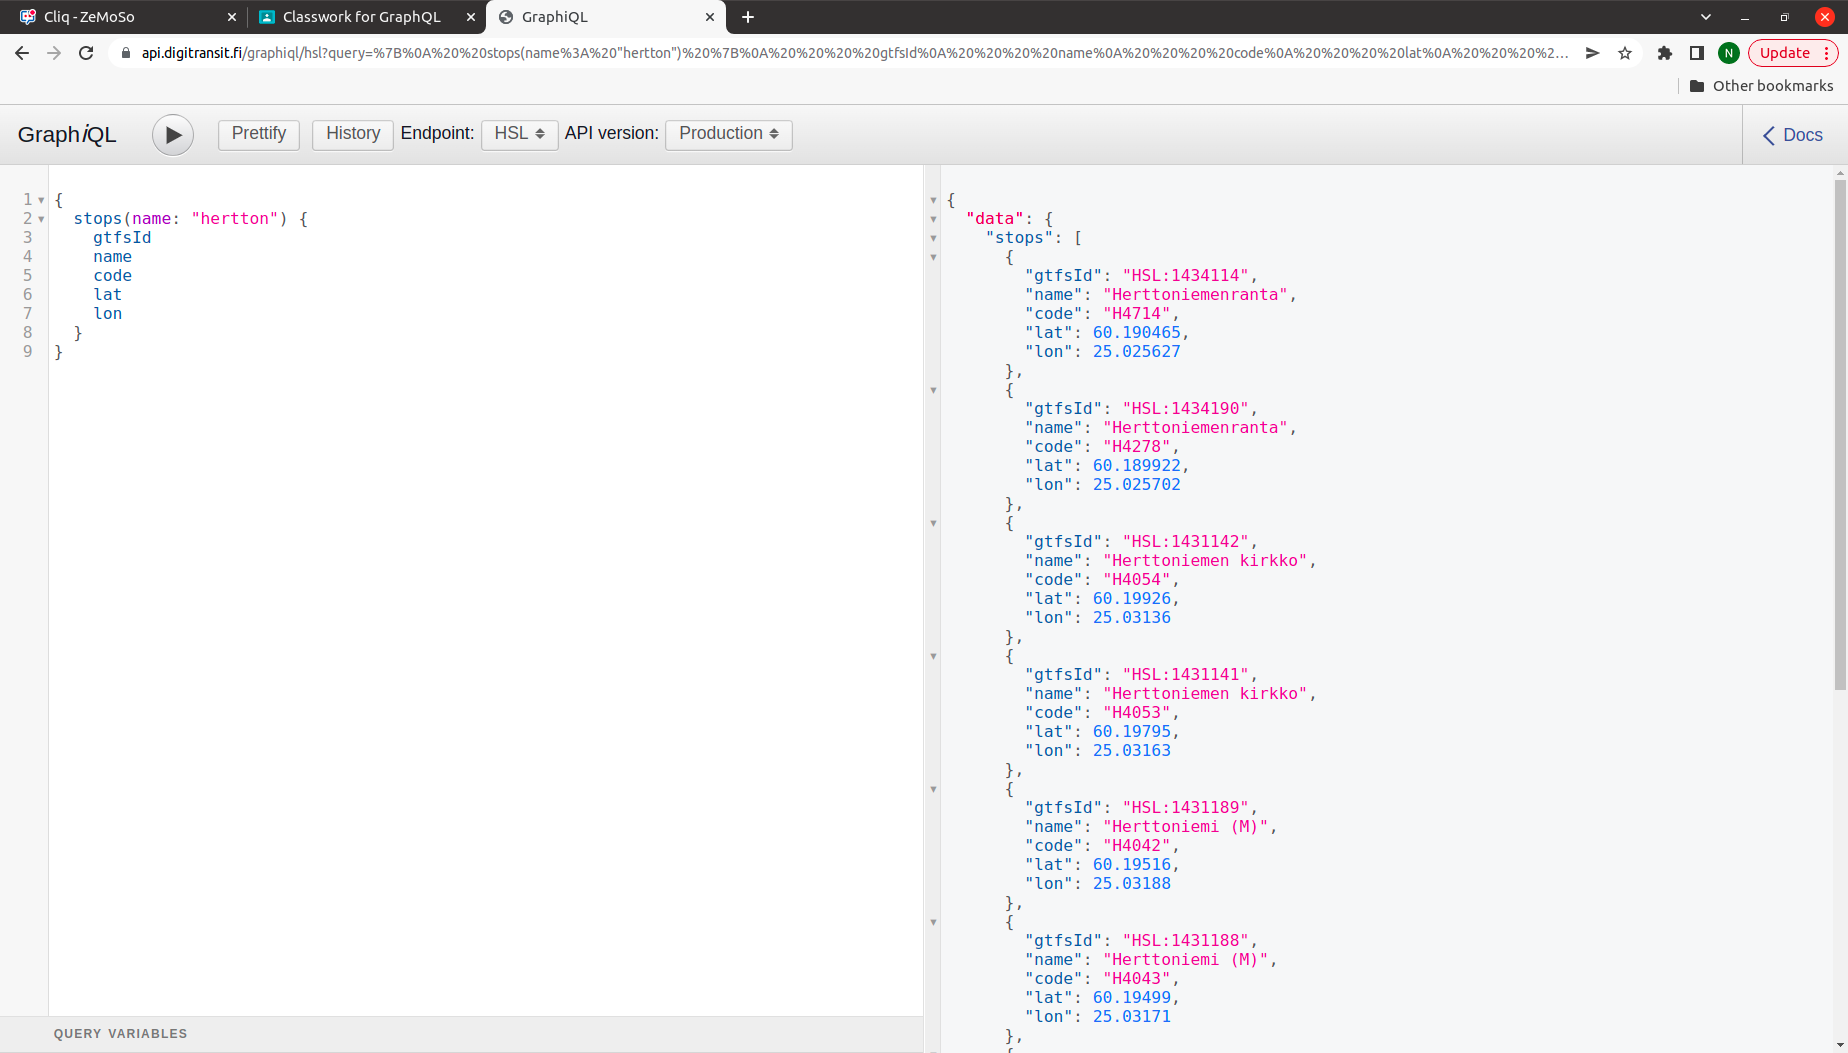 Cliq - ZeMoSo
Classwork for GraphQL
GraphiQL
api.digitransit.fi/graphiql/hsl?query=%7B%0A%20%20stops(name%3A%20"hertton")%20%7B%0A%20%20%20%20gtfsId%0A%20%20%20%20name%0A%20%20%20%20code%0A%20%20%20%20lat%0A%20%20%20%2...
N
Update
Other bookmarks
GraphiQL
Prettify
History
Endpoint:
HSL
API version:
Production
Docs
1 {
2 stops(name: "hertton") {
3 gtfsId
4 name
5 code
6 lat
7 lon
8 }
9 }
QUERY VARIABLES
{
"data": {
"stops": [
{
"gtfsId": "HSL:1434114",
"name": "Herttoniemenranta",
"code": "H4714",
"lat": 60.190465,
"lon": 25.025627
},
{
"gtfsId": "HSL:1434190",
"name": "Herttoniemenranta",
"code": "H4278",
"lat": 60.189922,
"lon": 25.025702
},
{
"gtfsId": "HSL:1431142",
"name": "Herttoniemen kirkko",
"code": "H4054",
"lat": 60.19926,
"lon": 25.03136
},
{
"gtfsId": "HSL:1431141",
"name": "Herttoniemen kirkko",
"code": "H4053",
"lat": 60.19795,
"lon": 25.03163
},
{
"gtfsId": "HSL:1431189",
"name": "Herttoniemi (M)",
"code": "H4042",
"lat": 60.19516,
"lon": 25.03188
},
{
"gtfsId": "HSL:1431188",
"name": "Herttoniemi (M)",
"code": "H4043",
"lat": 60.19499,
"lon": 25.03171
},
{